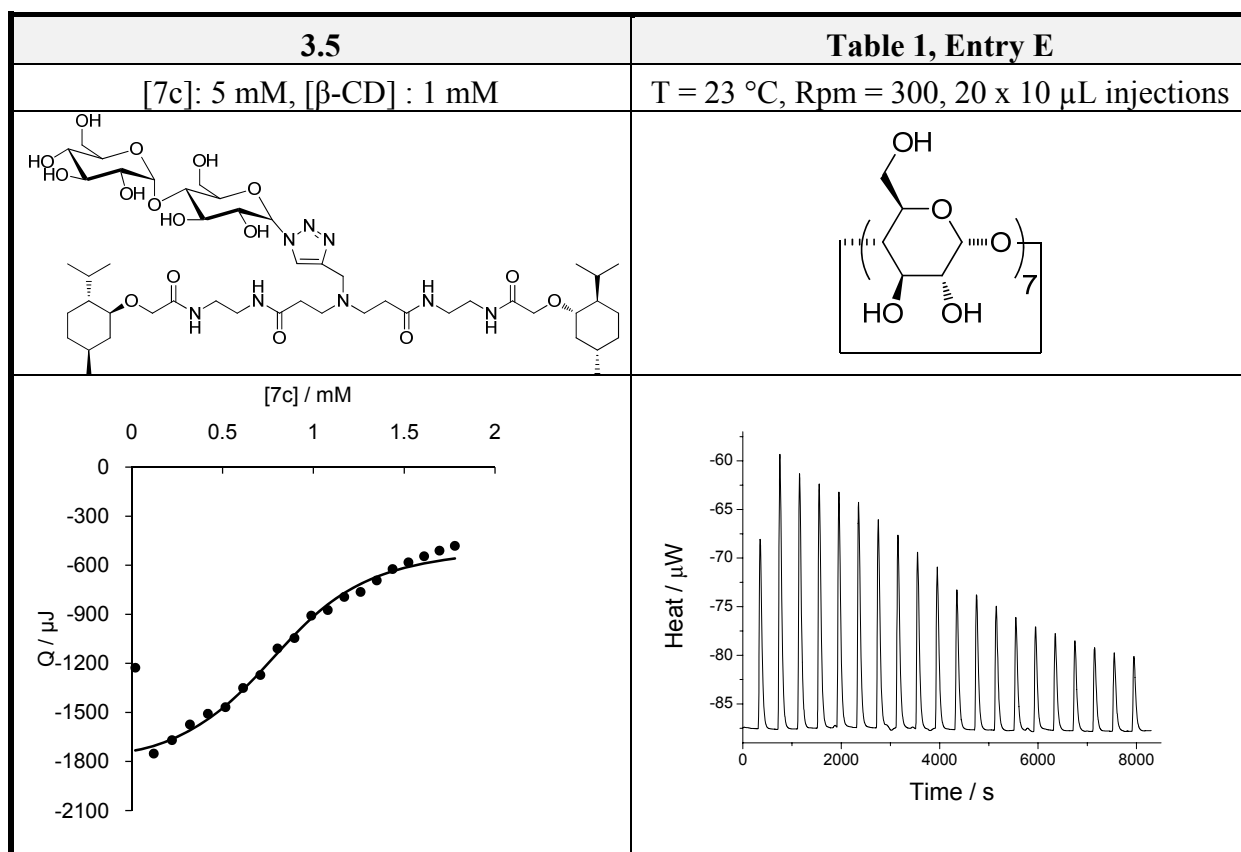 3.5
Table 1, Entry E
[7c]: 5 mM, [β-CD] : 1 mM
T = 23 °C, Rpm = 300, 20 x 10 µL injections
OH
HO
HO
O
OH
O
OH
O
HO
O
OH
N
N
N
O
O
N
H
H
N
O
N
O
H
N
N
H
O
O
HO
O
O
7
HO
OH
[7c] / mM
0 0.5 1 1.5 2
0
-300
-600
-900
-1200
-1500
-1800
-2100
Q / µJ
-60
-65
-70
-75
-80
-85
Heat / µW
0 2000 4000 6000 8000
Time / s